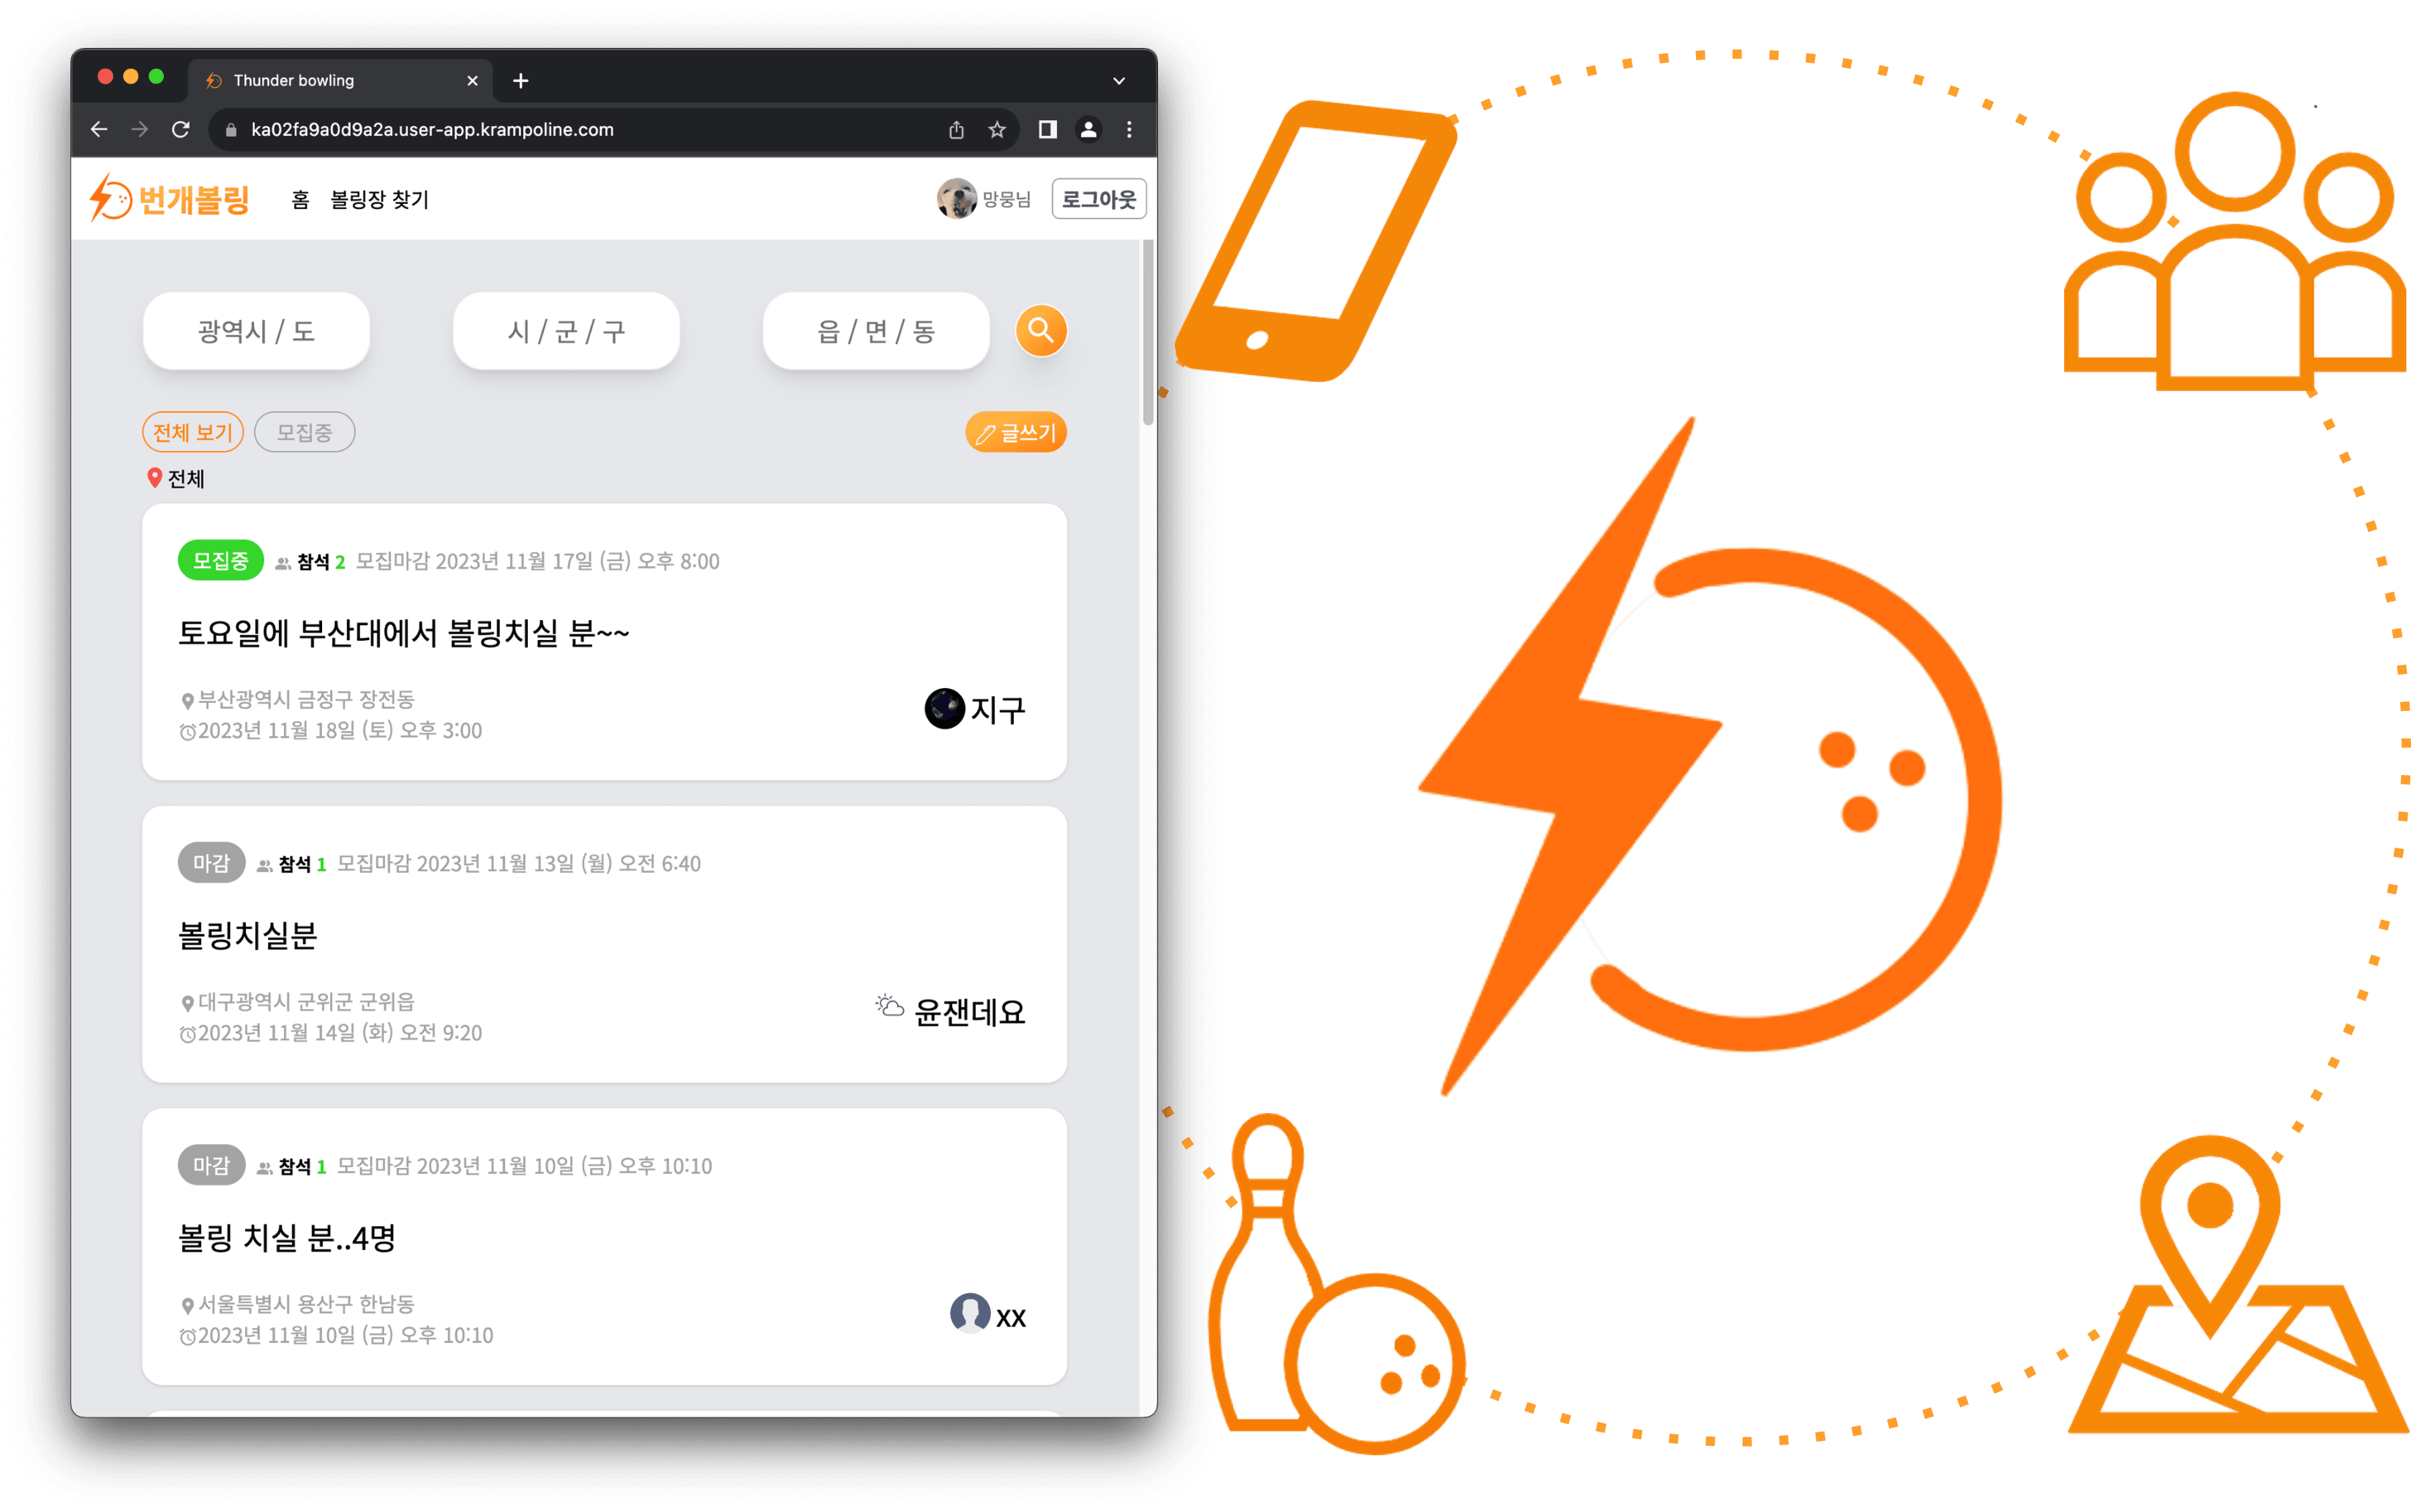 Thunder bowling
ka02fa9a0d9a2a.user-app.krampoline.com
번개볼링 홈 볼링장 찾기 망뭉님 로그아웃
광역시 / 도 시 / 군 / 구 읍 / 면 / 동
전체 보기 모집중 글쓰기
전체
모집중 참석 2 모집마감 2023년 11월 17일 (금) 오후 8:00
토요일에 부산대에서 볼링치실 분~~
부산광역시 금정구 장전동
2023년 11월 18일 (토) 오후 3:00
지구
마감 참석 1 모집마감 2023년 11월 13일 (월) 오전 6:40
볼링치실분
대구광역시 군위군 군위읍
2023년 11월 14일 (화) 오전 9:20
윤잰데요
마감 참석 1 모집마감 2023년 11월 10일 (금) 오후 10:10
볼링 치실 분..4명
서울특별시 용산구 한남동
2023년 11월 10일 (금) 오후 10:10
XX